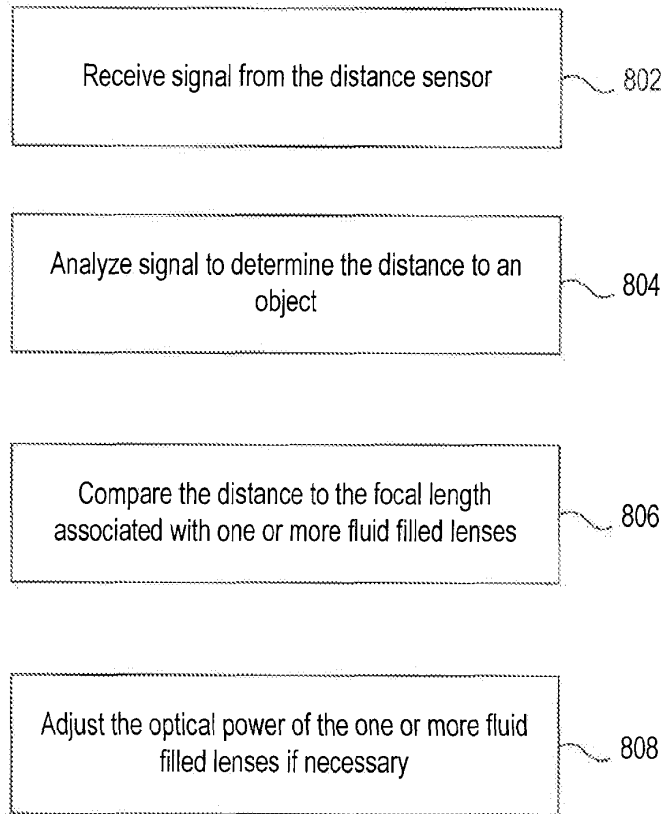 Receive signal from the distance sensor
802
Analyze signal to determine the distance to an
object
804
Compare the distance to the focal length
associated with one or more fluid filled lenses
806
Adjust the optical power of the one or more fluid
filled lenses if necessary
808